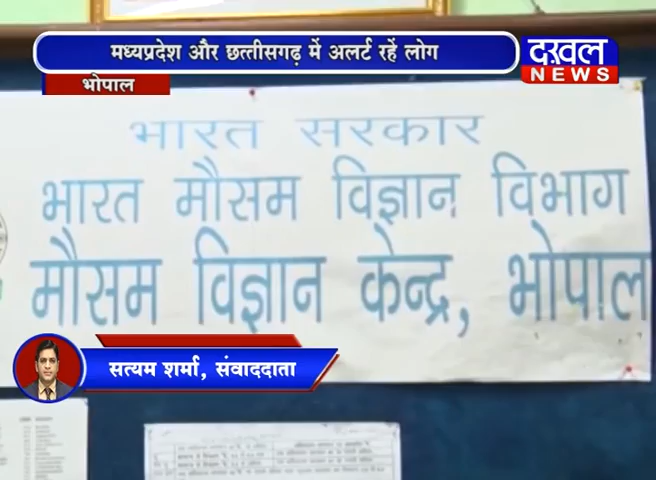 मध्यप्रदेश और छत्तीसगढ़ में अलर्ट रहें लोग
दख़ल
NEWS
भोपाल
भारत सरकार
भारत मौसम विज्ञान विभाग
मौसम विज्ञान केन्द्र, भोपाल
सत्यम शर्मा, संवाददाता